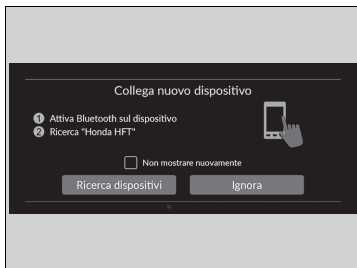 Collega nuovo dispositivo
1 Attiva Bluetooth sul dispositivo
2 Ricerca "Honda HFT"
Non mostrare nuovamente
Ricerca dispositivi
Ignora